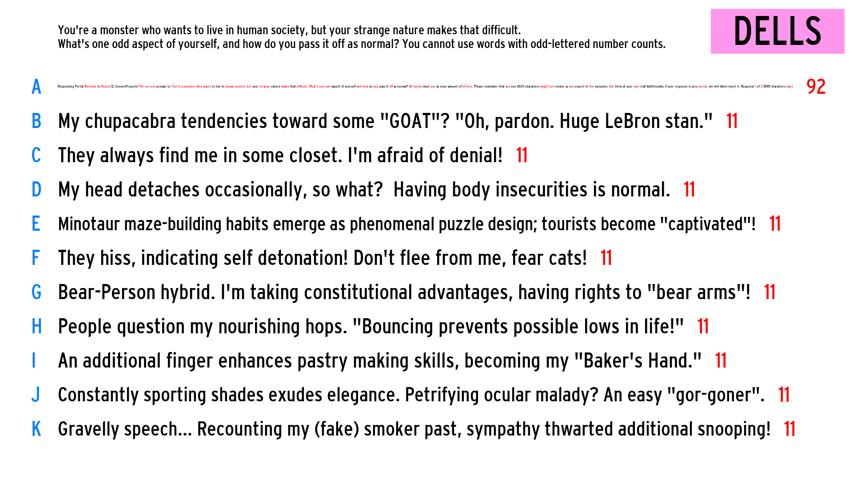 You're a monster who wants to live in human society, but your strange nature makes that difficult.
What's one odd aspect of yourself, and how do you pass it off as normal? You cannot use words with odd-lettered number counts.
DELLS
A 92
B My chupacabra tendencies toward some "GOAT"? "Oh, pardon. Huge LeBron stan." 11
C They always find me in some closet. I'm afraid of denial! 11
D My head detaches occasionally, so what?  Having body insecurities is normal. 11
E Minotaur maze-building habits emerge as phenomenal puzzle design; tourists become "captivated"! 11
F They hiss, indicating self detonation! Don't flee from me, fear cats! 11
G Bear-Person hybrid. I'm taking constitutional advantages, having rights to "bear arms"! 11
H People question my nourishing hops. "Bouncing prevents possible lows in life!" 11
I An additional finger enhances pastry making skills, becoming my "Baker's Hand." 11
J Constantly sporting shades exudes elegance. Petrifying ocular malady? An easy "gor-goner". 11
K Gravelly speech... Recounting my (fake) smoker past, sympathy thwarted additional snooping! 11